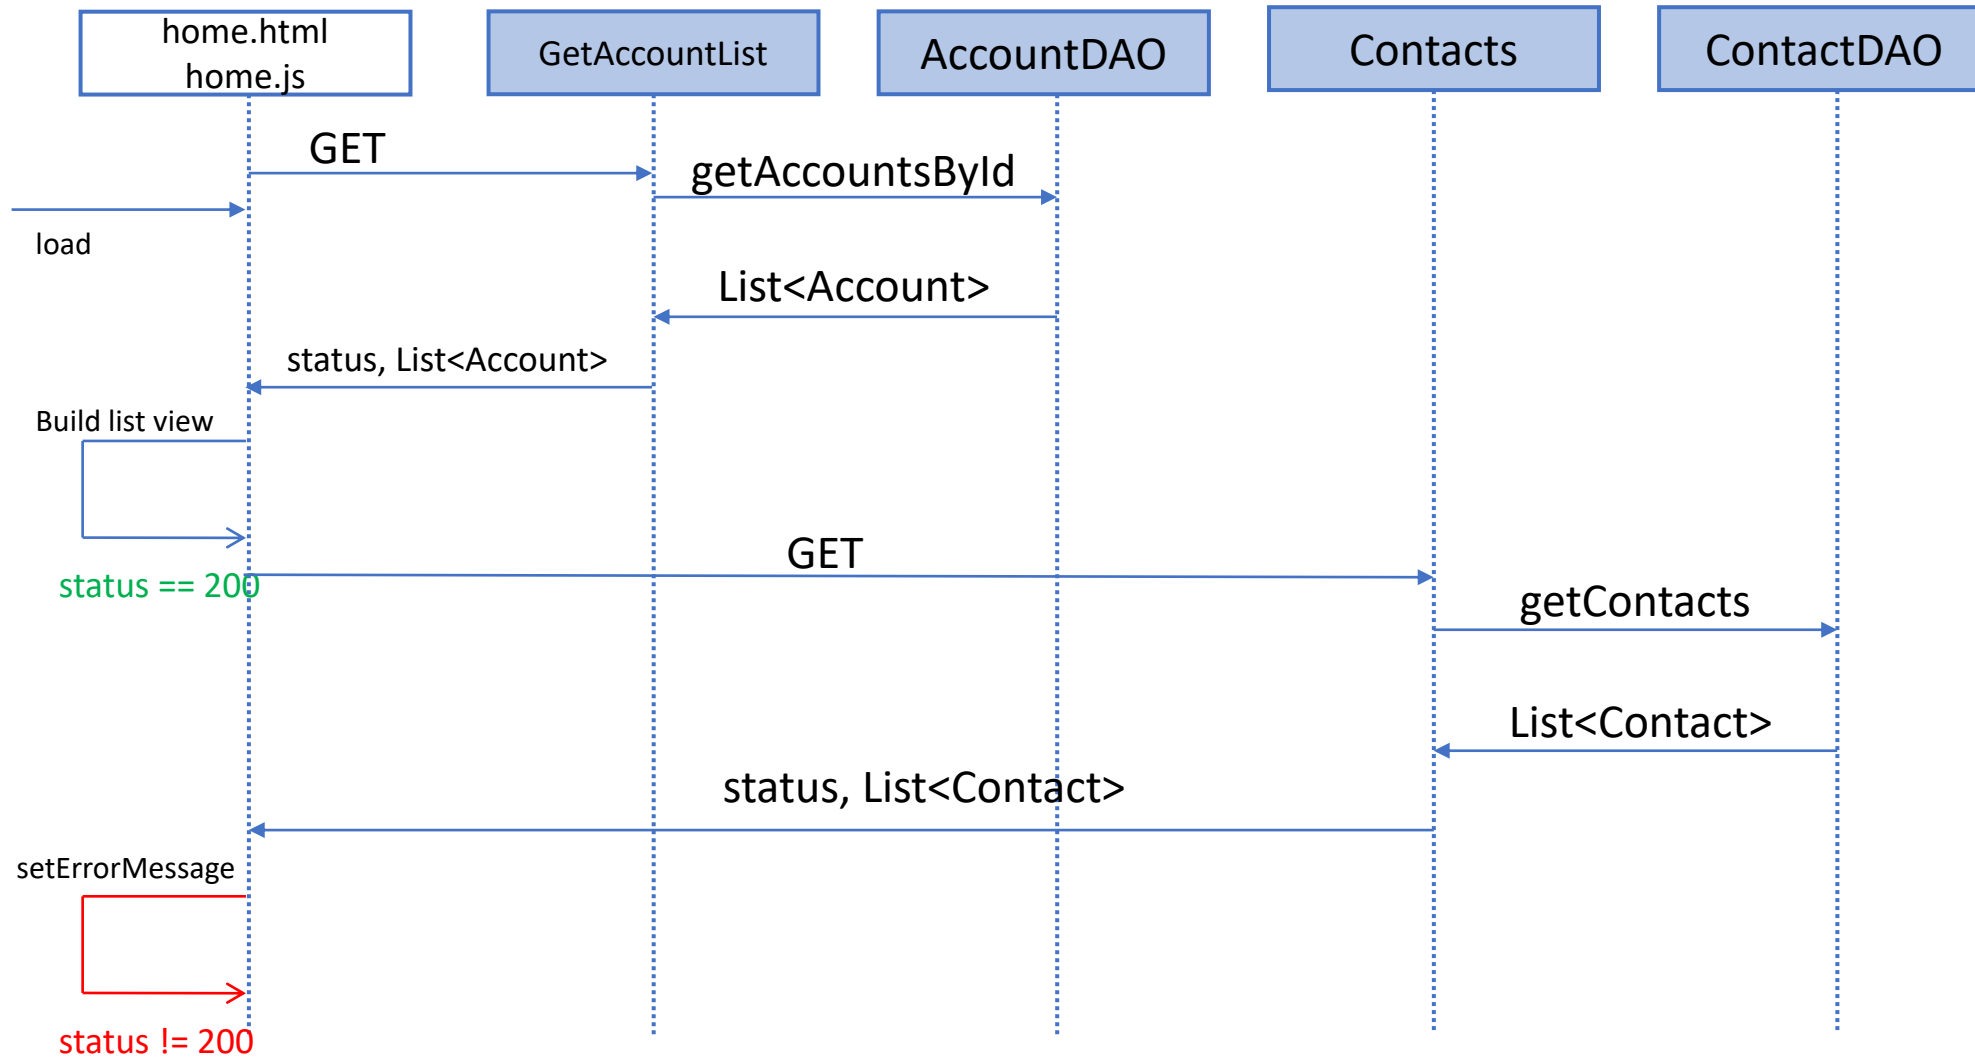 home.html
home.js
GetAccountList
AccountDAO
Contacts
ContactDAO
GET
getAccountsById
load
List<Account>
status, List<Account>
Build list view
GET
status == 200
getContacts
List<Contact>
status, List<Contact>
setErrorMessage
status != 200